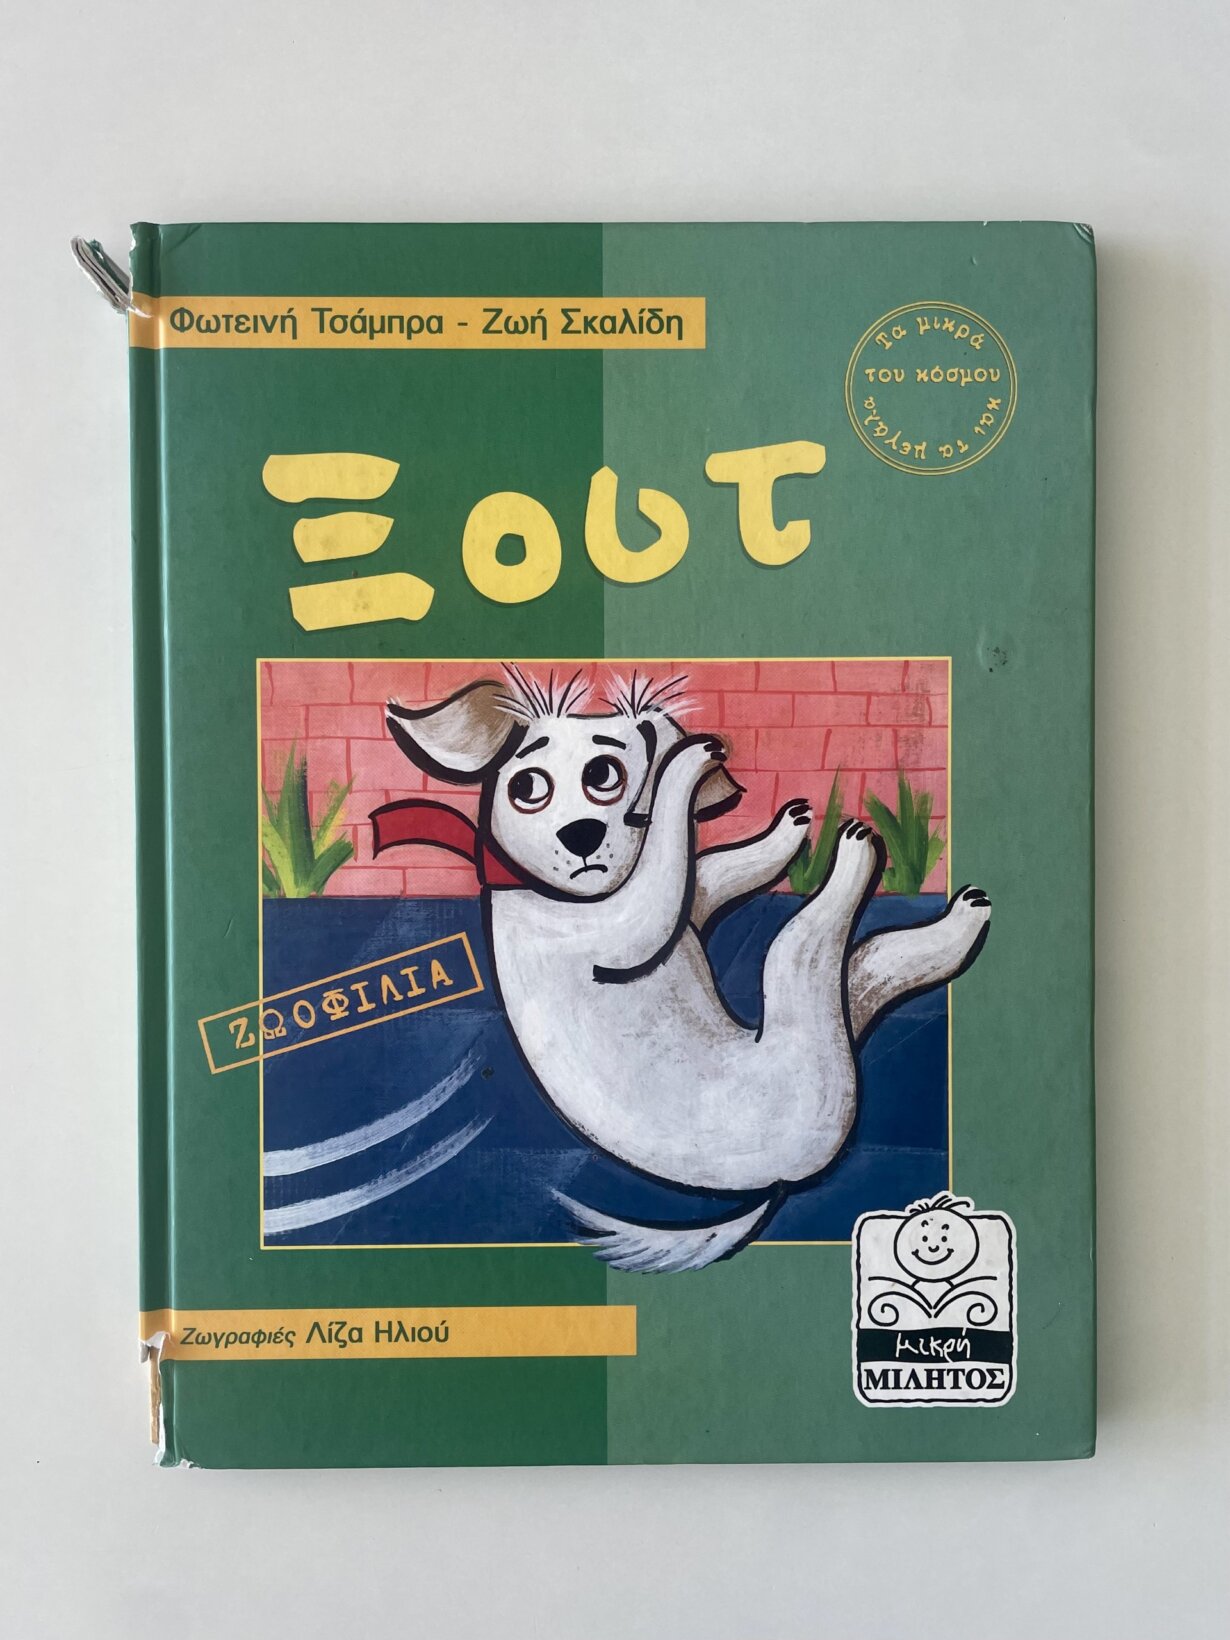 Φωτεινή Τσάμπρα - Ζωή Σκαλίδη
Τα μικρά
του κόσμου
και τα μεγάλα
Ξουτ
ΖΩΟΦΙΛΙΑ
Ζωγραφιές Λίζα Ηλιού
μικρή
ΜΙΛΗΤΟΣ